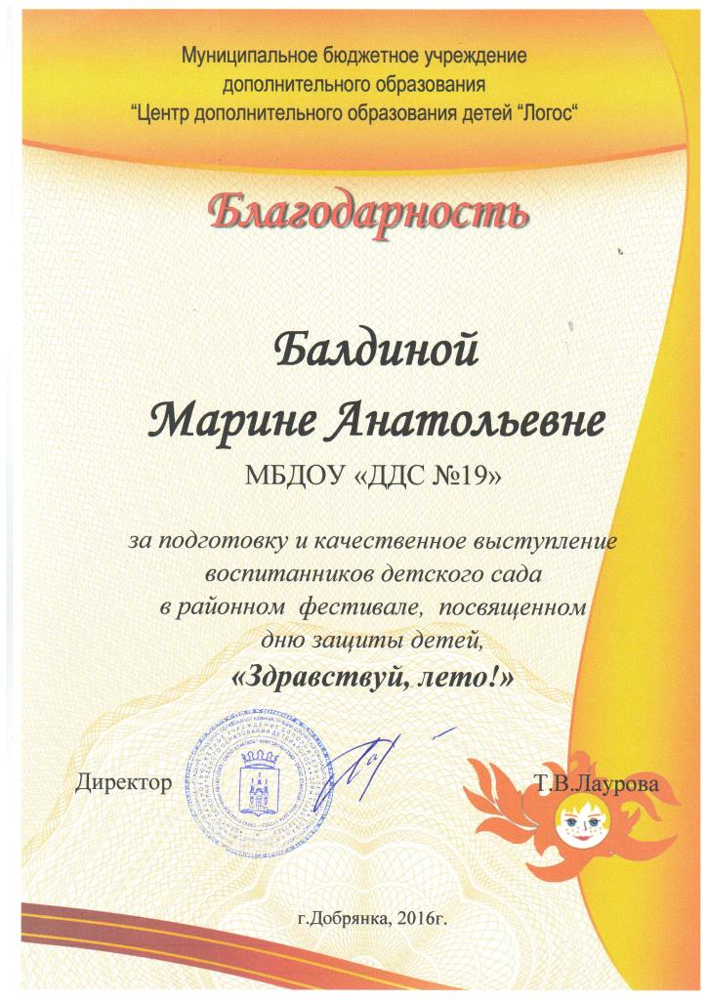 Муниципальное бюджетное учреждение
дополнительного образования
“Центр дополнительного образования детей “Логос“
Благодарность
Балдиной
Марине Анатольевне
МБДОУ «ДДС №19»
за подготовку и качественное выступление
воспитанников детского сада
в районном фестивале, посвященном
дню защиты детей,
«Здравствуй, лето!»
Директор
Т.В.Лаурова
г.Добрянка, 2016г.